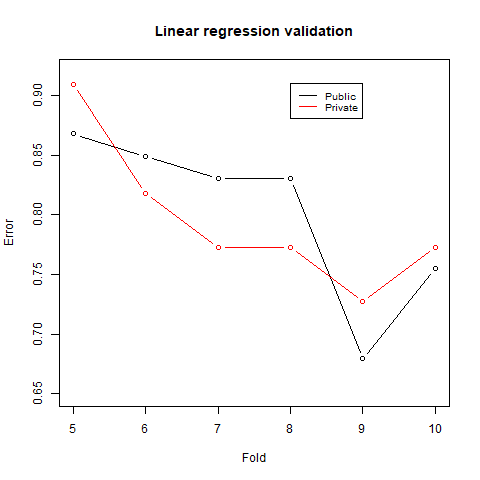 Linear regression validation
Public
Private
Error
0.90
0.85
0.80
0.75
0.70
0.65
5 6 7 8 9 10
Fold